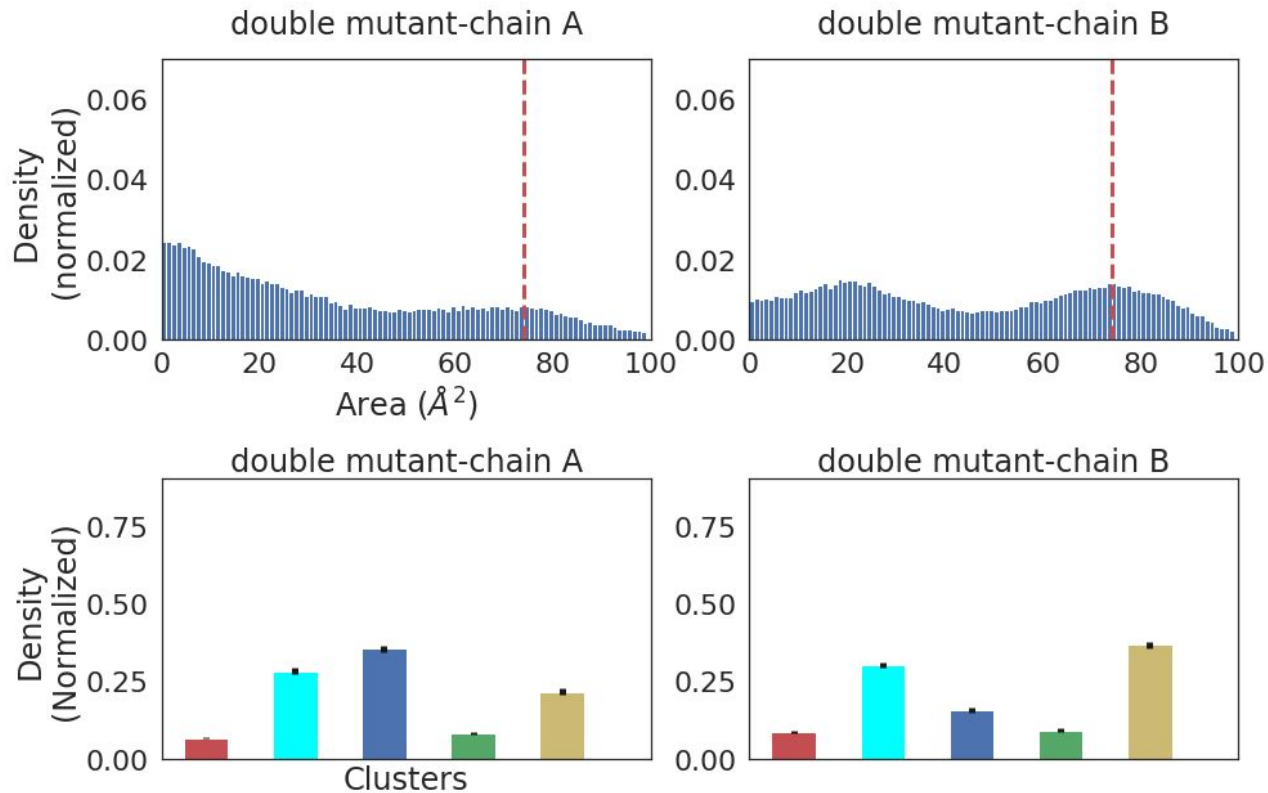 double mutant-chain A
double mutant-chain B
Density
(normalized)
0.06
0.04
0.02
0.00
0 20 40 60 80 100
Area (Å²)
0.06
0.04
0.02
0.00
0 20 40 60 80 100
double mutant-chain A
double mutant-chain B
Density
(Normalized)
0.75
0.50
0.25
0.00
Clusters
0.75
0.50
0.25
0.00